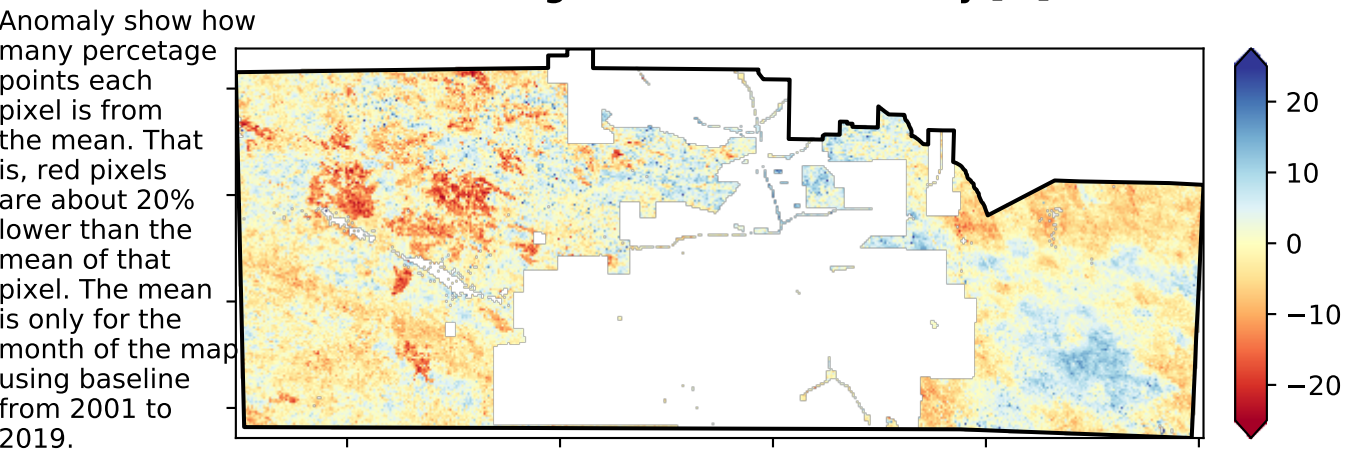 Anomaly show how
many percetage
points each
pixel is from
the mean. That
is, red pixels
are about 20%
lower than the
mean of that
pixel. The mean
is only for the
month of the map
using baseline
from 2001 to
2019.
20
10
0
−10
−20